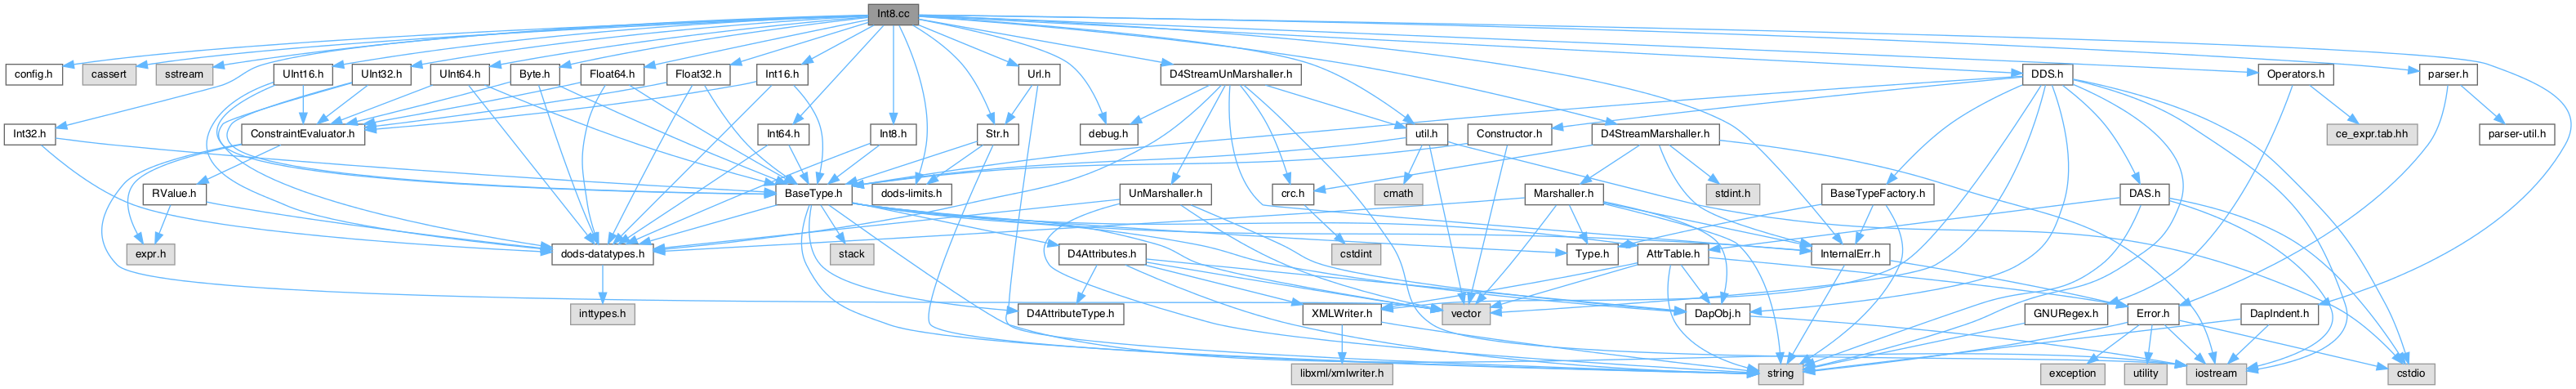 Int8.cc
config.h
cassert
sstream
UInt16.h
UInt32.h
UInt64.h
Byte.h
Float64.h
Float32.h
Int16.h
Url.h
D4StreamUnMarshaller.h
DDS.h
Operators.h
parser.h
Int32.h
ConstraintEvaluator.h
Int64.h
Int8.h
Str.h
debug.h
util.h
Constructor.h
D4StreamMarshaller.h
ce_expr.tab.hh
parser-util.h
RValue.h
BaseType.h
dods-limits.h
UnMarshaller.h
crc.h
cmath
Marshaller.h
stdint.h
BaseTypeFactory.h
DAS.h
expr.h
dods-datatypes.h
stack
D4Attributes.h
cstdint
Type.h
AttrTable.h
InternalErr.h
inttypes.h
D4AttributeType.h
XMLWriter.h
vector
DapObj.h
GNURegex.h
Error.h
DapIndent.h
libxml/xmlwriter.h
string
exception
utility
iostream
cstdio